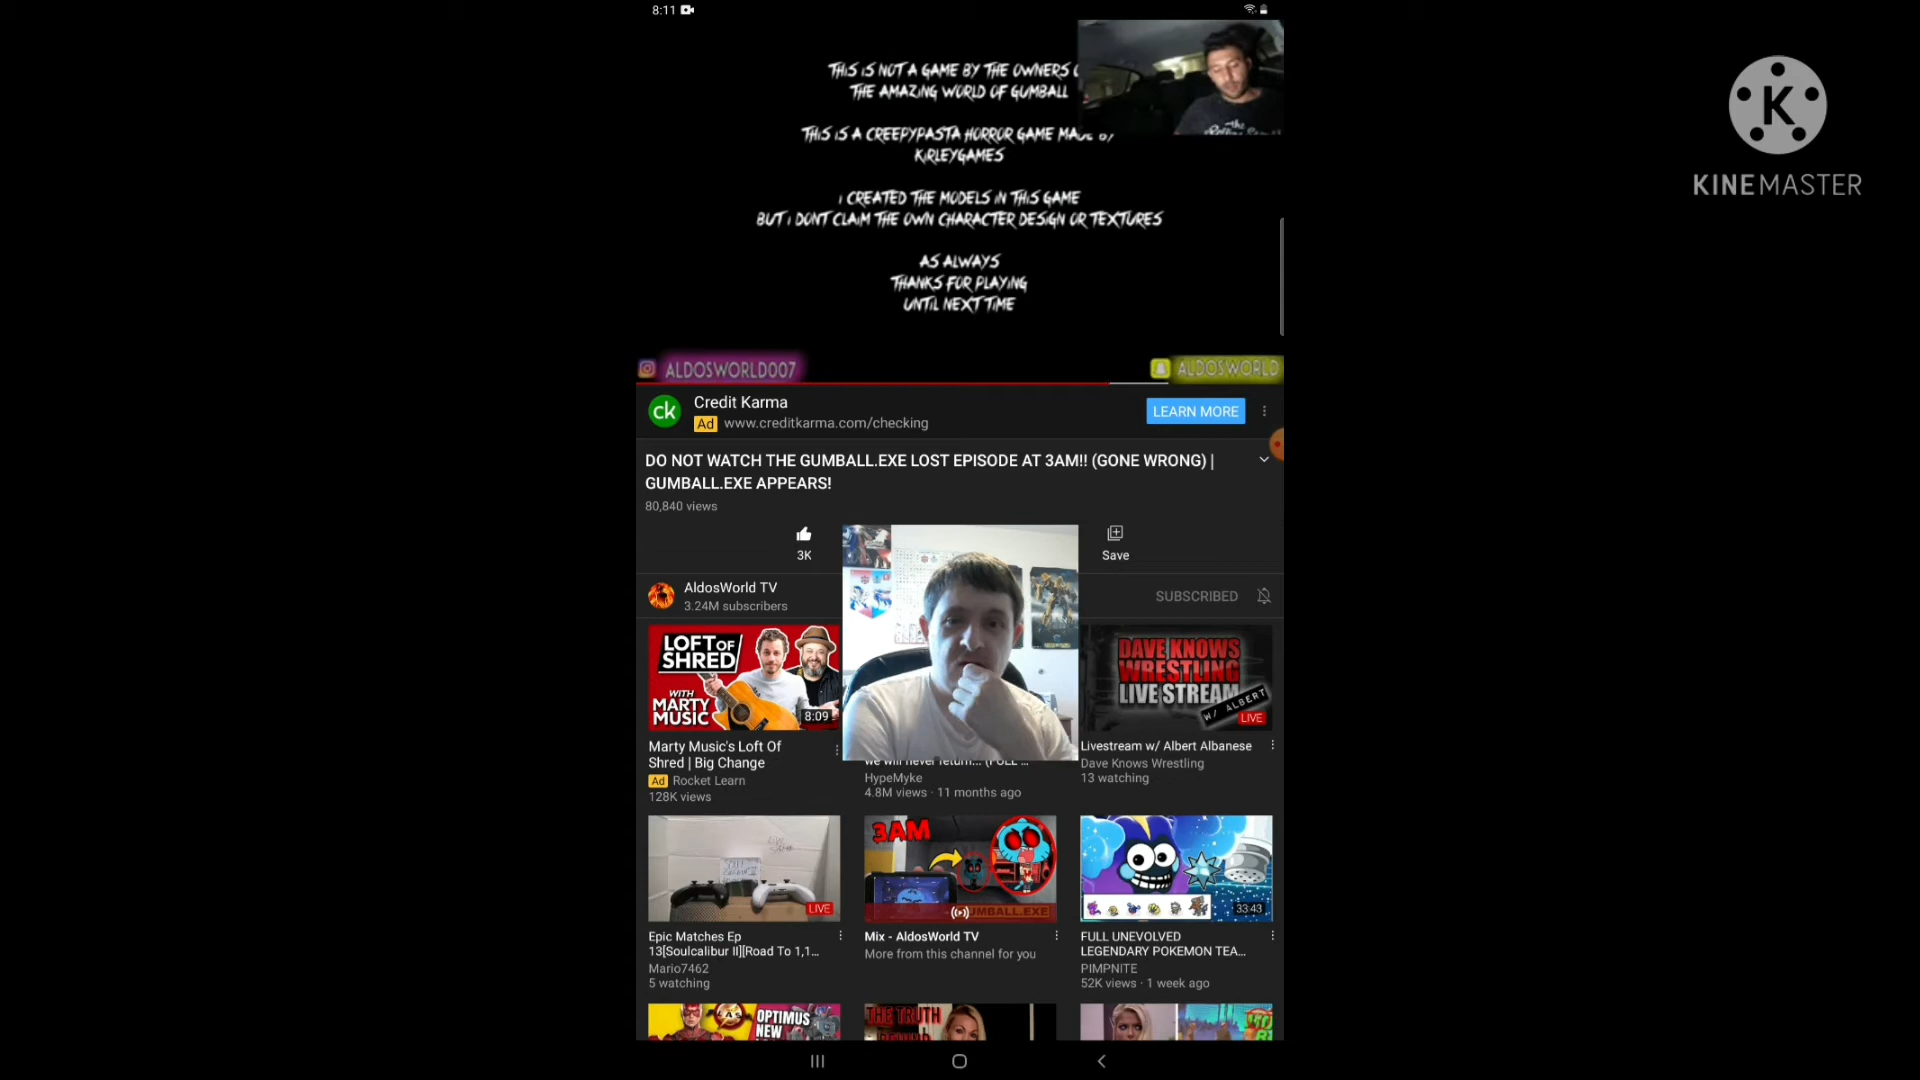 8:11
THIS IS NOT A GAME BY THE OWNERS
THE AMAZING WORLD OF GUMBALL
THIS IS A CREEPYPASTA HORROR GAME MADE BY
KIRLEYGAMES
I CREATED THE MODELS IN THIS GAME
BUT I DONT CLAIM THE OWN CHARACTER DESIGN OR TEXTURES
AS ALWAYS
THANKS FOR PLAYING
UNTIL NEXT TIME
K
KINEMASTER
ALDOSWORLD007
ALDOSWORLD
ck
Credit Karma
Ad www.creditkarma.com/checking
LEARN MORE
DO NOT WATCH THE GUMBALL.EXE LOST EPISODE AT 3AM!! (GONE WRONG) |
GUMBALL.EXE APPEARS!
80,840 views
3K
Save
AldosWorld TV
3.24M subscribers
SUBSCRIBED
LOFT OF
SHRED
WITH
MARTY
MUSIC
8:09
DAVE KNOWS
WRESTLING
LIVE STREAM
W/ ALBERT
LIVE
Marty Music's Loft Of
Shred | Big Change
Ad Rocket Learn
128K views
we will never return... (FULL ...
HypeMyke
4.8M views · 11 months ago
Livestream w/ Albert Albanese
Dave Knows Wrestling
13 watching
LIVE
3AM
UMBALL.EXE
33:43
Epic Matches Ep
13[Soulcalibur II][Road To 1,1...
Mario7462
5 watching
Mix - AldosWorld TV
More from this channel for you
FULL UNEVOLVED
LEGENDARY POKEMON TEA...
PIMPNITE
52K views · 1 week ago
OPTIMUS
NEW
THE TRUTH